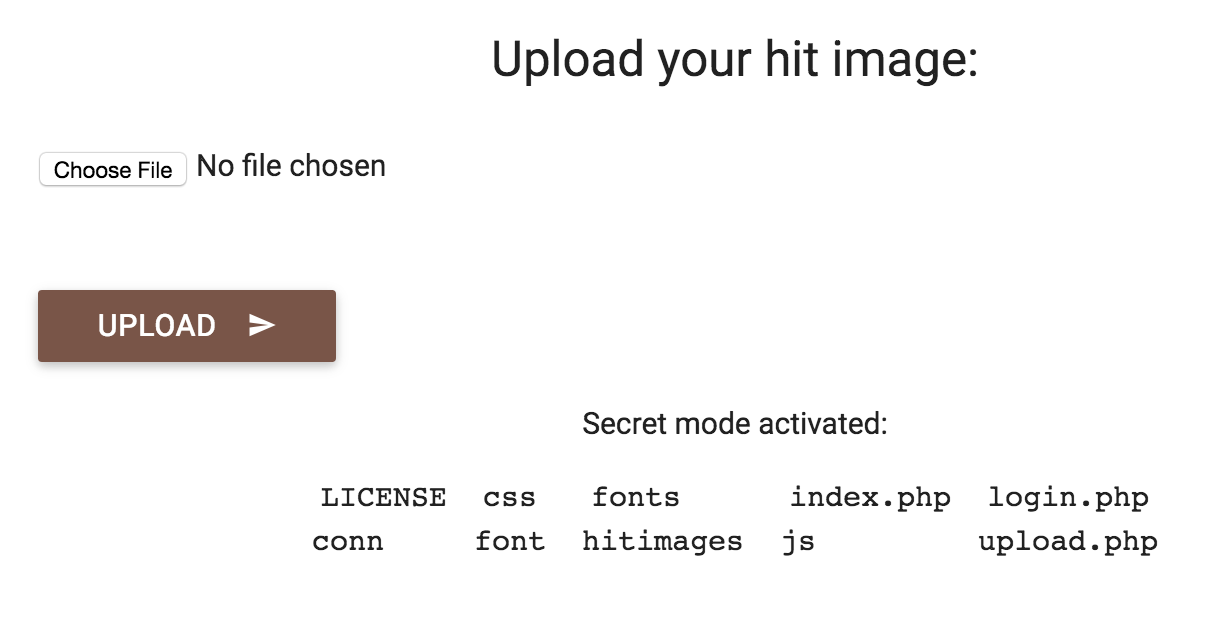 Upload your hit image:
Choose File No file chosen
UPLOAD
Secret mode activated:
LICENSE css fonts index.php login.php
conn font hitimages js upload.php